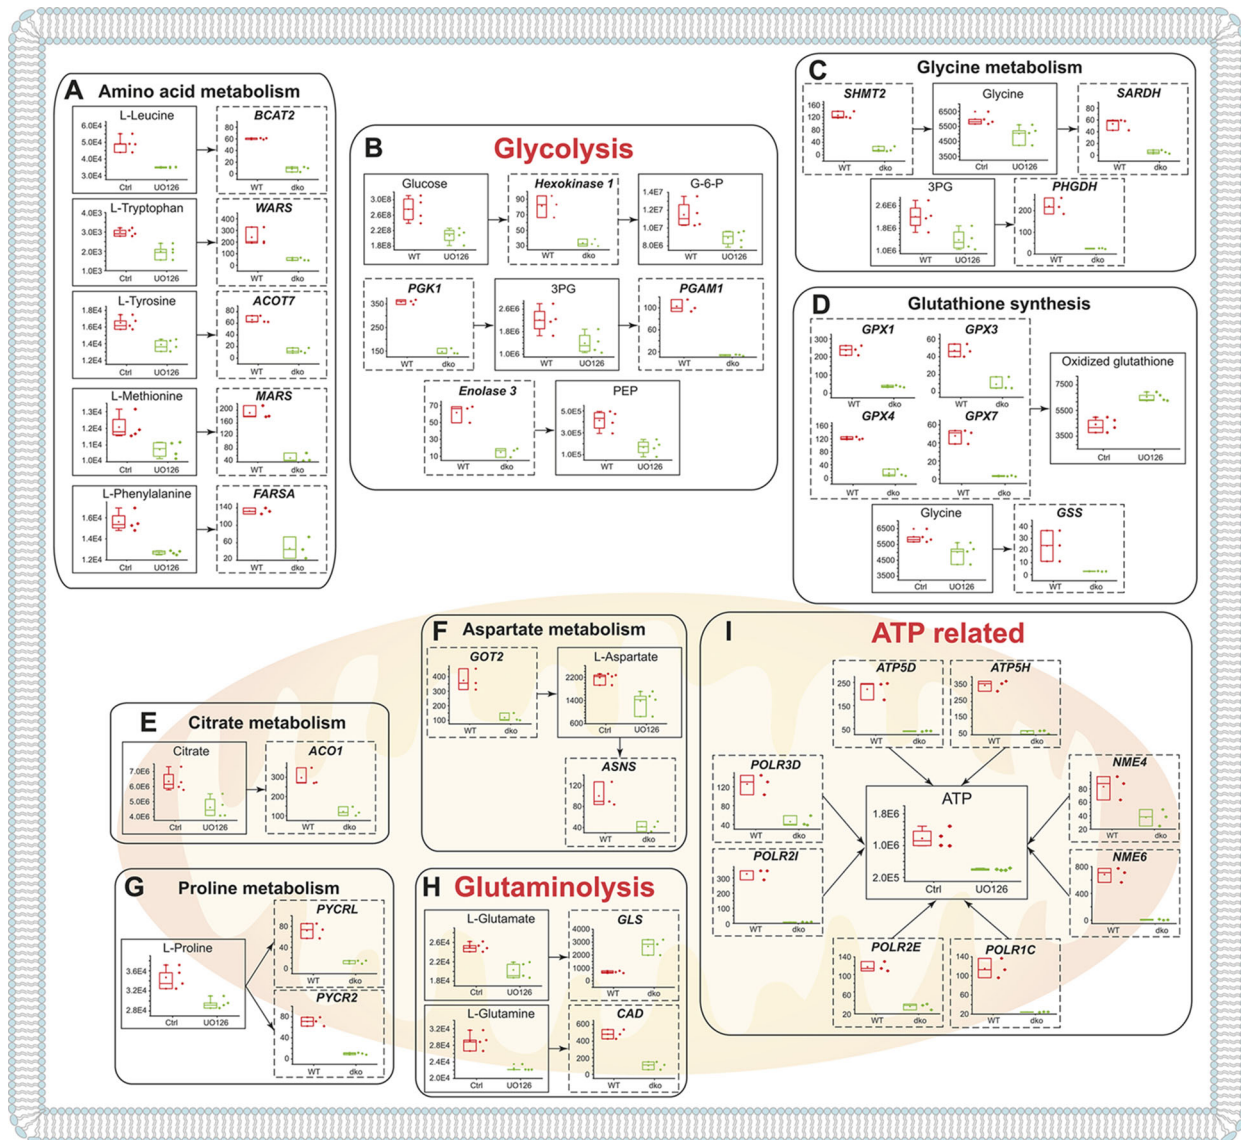 A Amino acid metabolism
L-Leucine
6.0E4
5.0E4
4.0E4
3.0E4
Ctrl UO126
BCAT2
80
60
40
20
0
WT dko
L-Tryptophan
4.0E3
3.0E3
2.0E3
1.0E3
Ctrl UO126
WARS
400
300
200
100
0
WT dko
L-Tyrosine
1.8E4
1.6E4
1.4E4
1.2E4
Ctrl UO126
ACOT7
80
60
40
20
0
WT dko
L-Methionine
1.3E4
1.2E4
1.1E4
1.0E4
Ctrl UO126
MARS
200
160
120
80
40
WT dko
L-Phenylalanine
1.6E4
1.4E4
1.2E4
Ctrl UO126
FARSA
140
100
60
20
WT dko
B Glycolysis
Glucose
3.0E8
2.6E8
2.2E8
1.8E8
WT UO126
Hexokinase 1
90
70
50
30
WT dko
G-6-P
1.4E7
1.2E7
1.0E7
8.0E6
WT UO126
PGK1
350
250
150
WT dko
3PG
2.6E6
1.8E6
1.0E6
WT UO126
PGAM1
100
60
20
WT dko
Enolase 3
70
50
30
10
WT dko
PEP
5.0E5
3.0E5
1.0E5
WT UO126
C Glycine metabolism
SHMT2
160
120
80
40
0
WT dko
Glycine
6500
5500
4500
3500
Ctrl UO126
SARDH
80
60
40
20
0
WT dko
3PG
2.6E6
1.8E6
1.0E6
WT UO126
PHGDH
200
100
0
WT dko
D Glutathione synthesis
GPX1
300
200
100
0
WT dko
GPX3
60
40
20
0
WT dko
GPX4
160
120
80
40
0
WT dko
GPX7
60
40
20
0
WT dko
Oxidized glutathione
7500
5500
3500
Ctrl UO126
Glycine
6500
5500
4500
3500
Ctrl UO126
GSS
40
30
20
10
0
WT dko
E Citrate metabolism
Citrate
7.0E6
6.0E6
5.0E6
4.0E6
Ctrl UO126
ACO1
300
200
100
WT dko
F Aspartate metabolism
GOT2
400
300
200
100
WT dko
L-Aspartate
2200
1400
600
Ctrl UO126
ASNS
120
80
40
WT dko
G Proline metabolism
L-Proline
3.6E4
3.2E4
2.8E4
Ctrl UO126
PYCRL
80
40
0
WT dko
PYCR2
80
40
0
WT dko
H Glutaminolysis
L-Glutamate
2.6E4
2.2E4
1.8E4
Ctrl UO126
GLS
4000
3000
2000
1000
0
WT dko
L-Glutamine
3.2E4
2.8E4
2.4E4
2.0E4
Ctrl UO126
CAD
600
400
200
0
WT dko
I ATP related
ATP5D
250
150
50
WT dko
ATP5H
350
250
150
50
WT dko
POLR3D
120
80
40
WT dko
ATP
1.8E6
1.0E6
2.0E5
Ctrl UO126
NME4
80
60
40
20
WT dko
POLR2I
300
200
100
0
WT dko
NME6
800
400
0
WT dko
POLR2E
140
100
60
20
WT dko
POLR1C
140
100
60
20
WT dko